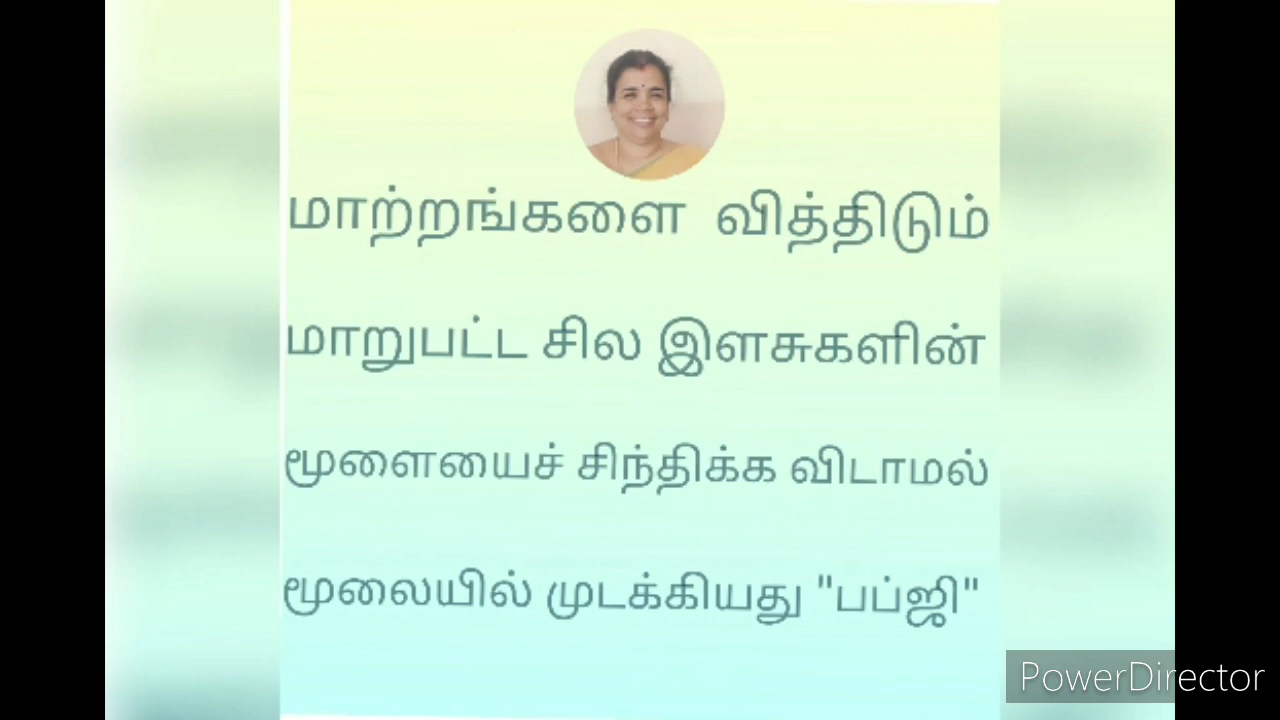 மாற்றங்களை வித்திடும்
மாறுபட்ட சில இளசுகளின்
மூளையைச் சிந்திக்க விடாமல்
மூலையில் முடக்கியது "பப்ஜி"
PowerDirector